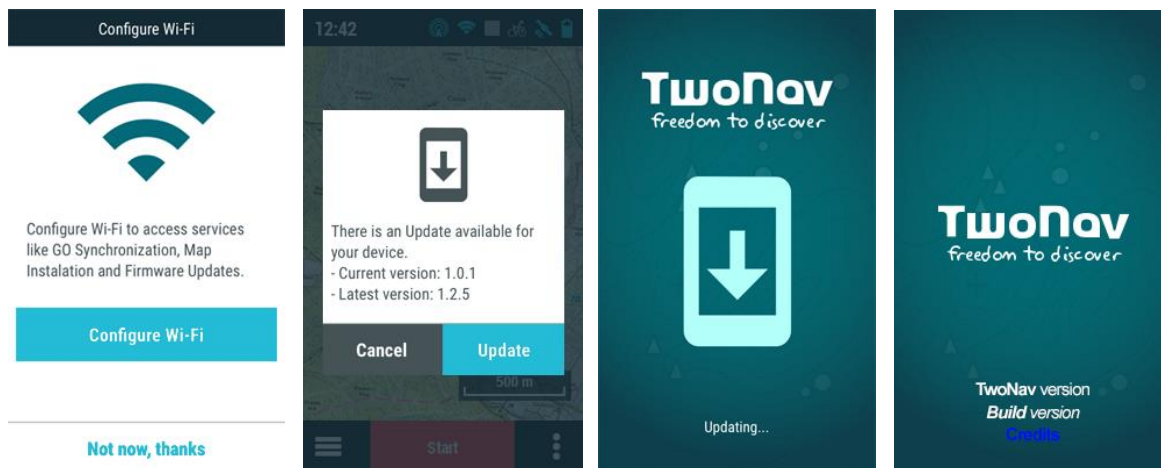 Configure Wi-Fi
Configure Wi-Fi to access services
like GO Synchronization, Map
Instalation and Firmware Updates.
Configure Wi-Fi
Not now, thanks
12:42
There is an Update available for
your device.
- Current version: 1.0.1
- Latest version: 1.2.5
Cancel
Update
500 m
Start
TwoNav
freedom to discover
Updating...
TwoNav
freedom to discover
TwoNav version
Build version
Credits